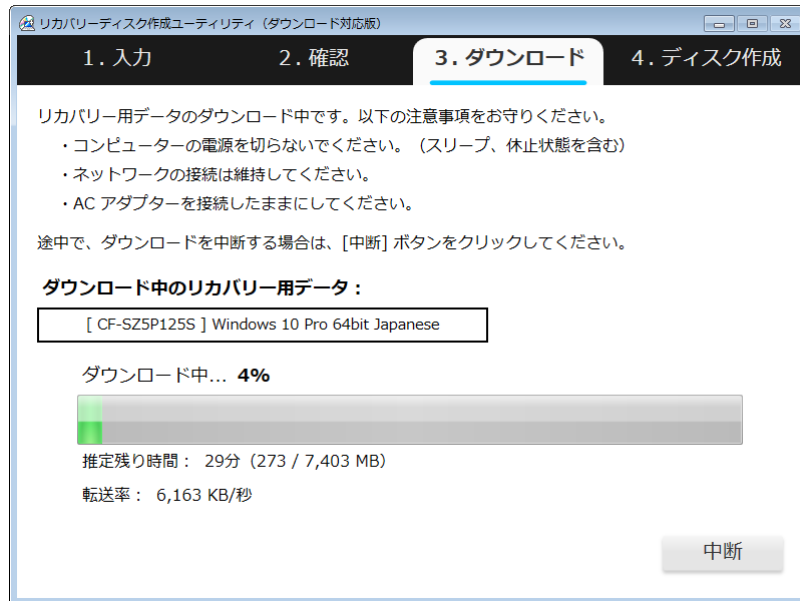 リカバリーディスク作成ユーティリティ（ダウンロード対応版）
1．入力 2．確認 3．ダウンロード 4．ディスク作成
リカバリー用データのダウンロード中です。以下の注意事項をお守りください。
・コンピューターの電源を切らないでください。（スリープ、休止状態を含む）
・ネットワークの接続は維持してください。
・AC アダプターを接続したままにしてください。
途中で、ダウンロードを中断する場合は、[中断] ボタンをクリックしてください。
ダウンロード中のリカバリー用データ：
[ CF-SZ5P125S ] Windows 10 Pro 64bit Japanese
ダウンロード中... 4%
推定残り時間： 29分（273 / 7,403 MB）
転送率： 6,163 KB/秒
中断